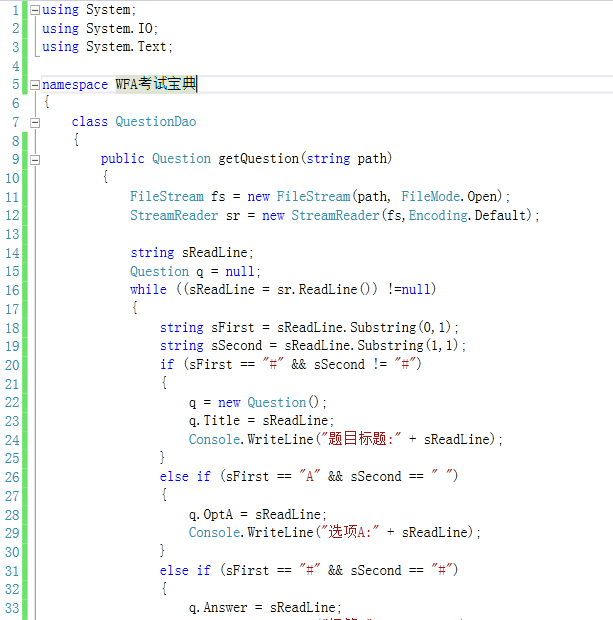 1 using System;
2 using System.IO;
3 using System.Text;
4
5 namespace WFA考试宝典
6 {
7 class QuestionDao
8 {
9 public Question getQuestion(string path)
10 {
11 FileStream fs = new FileStream(path, FileMode.Open);
12 StreamReader sr = new StreamReader(fs,Encoding.Default);
13
14 string sReadLine;
15 Question q = null;
16 while ((sReadLine = sr.ReadLine()) !=null)
17 {
18 string sFirst = sReadLine.Substring(0,1);
19 string sSecond = sReadLine.Substring(1,1);
20 if (sFirst == "#" && sSecond != "#")
21 {
22 q = new Question();
23 q.Title = sReadLine;
24 Console.WriteLine("题目标题:" + sReadLine);
25 }
26 else if (sFirst == "A" && sSecond == " ")
27 {
28 q.OptA = sReadLine;
29 Console.WriteLine("选项A:" + sReadLine);
30 }
31 else if (sFirst == "#" && sSecond == "#")
32 {
33 q.Answer = sReadLine;